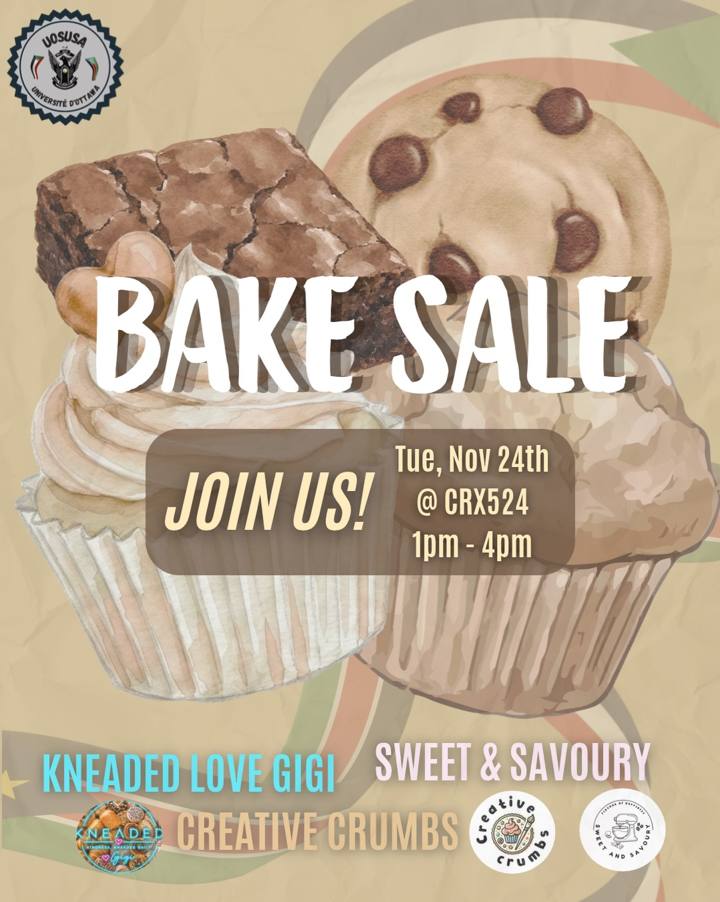 UOSUSA
UNIVERSITÉ D'OTTAWA
BAKE SALE
JOIN US!
Tue, Nov 24th
@ CRX524
1pm - 4pm
KNEADED LOVE GIGI
SWEET & SAVOURY
KNEADED
gigi
CREATIVE CRUMBS
Creative
Crumbs
SWEET AND SAVOURY